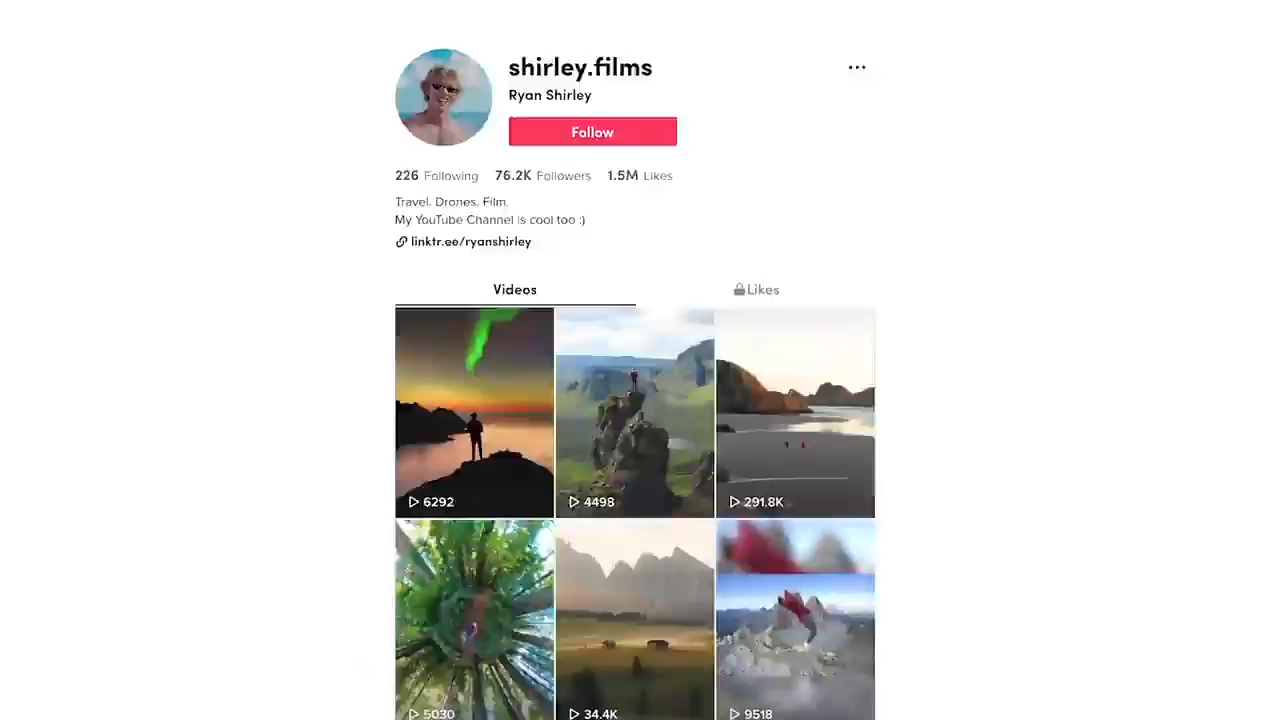 shirley.films
Ryan Shirley
Follow
226 Following 76.2K Followers 1.5M Likes
Travel. Drones. Film.
My YouTube Channel is cool too :)
linktr.ee/ryanshirley
Videos Likes
6292 4498 291.8K
5030 34.4K 9518